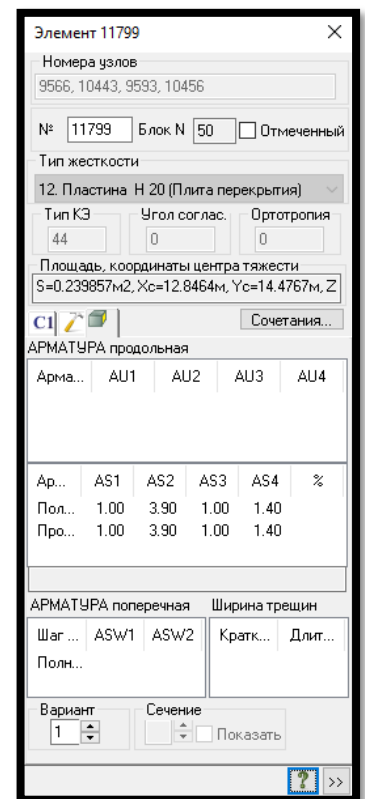 Элемент 11799
Номера узлов
9566, 10443, 9593, 10456
№ 11799 Блок N 50 Отмеченный
Тип жесткости
12. Пластина H 20 (Плита перекрытия)
Тип КЭ Угол соглас. Ортотропия
44 0 0
Площадь, координаты центра тяжести
S=0.239857м2, Xc=12.8464м, Yc=14.4767м, Z
C1 Сочетания...
АРМАТУРА продольная
Арма... AU1 AU2 AU3 AU4
Ар... AS1 AS2 AS3 AS4 %
Пол... 1.00 3.90 1.00 1.40
Про... 1.00 3.90 1.00 1.40
АРМАТУРА поперечная Ширина трещин
Шаг ... ASW1 ASW2 Кратк... Длит...
Полн...
Вариант Сечение
1 Показать
? >>